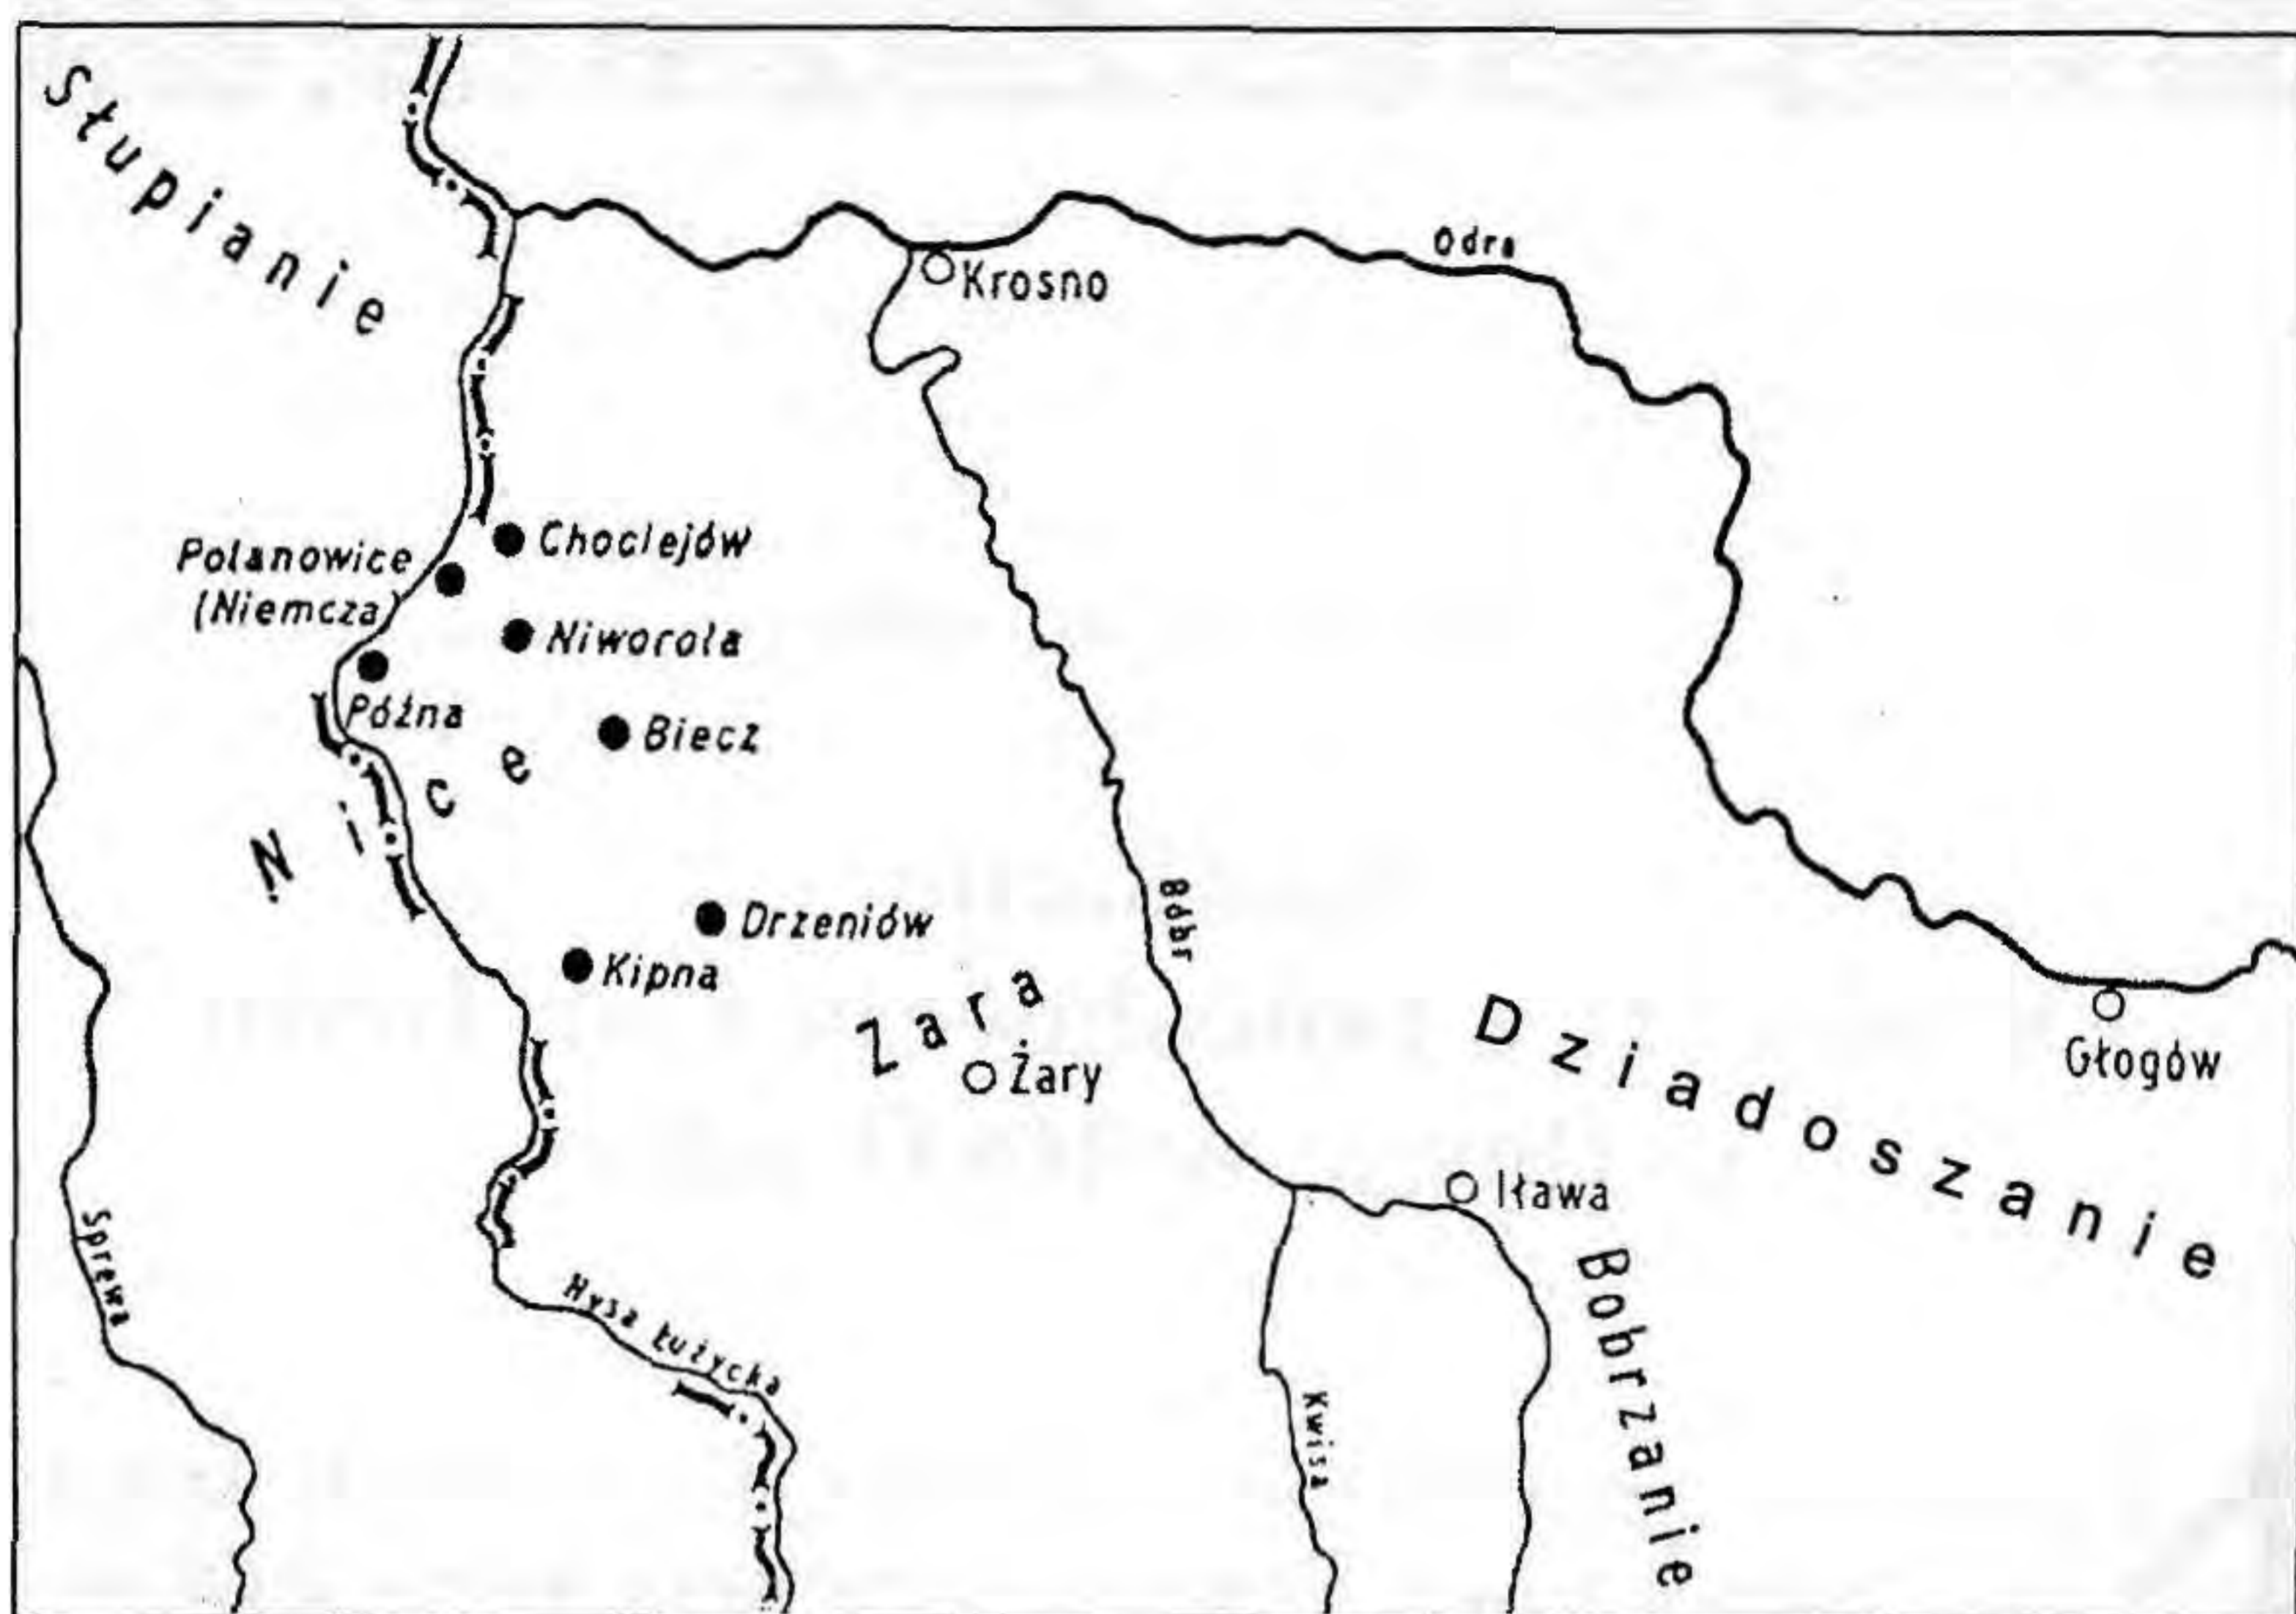 Słupianie
Odra
Krosno
Choclejów
Polanowice
(Niemcza)
Niworola
Późna
Biecz
Nice
Bóbr
Drzeniów
Kipna
Zara
Żary
Dziadoszanie
Głogów
Iława
Sprewa
Bobrzanie
Nysa Łużycka
Kwisa